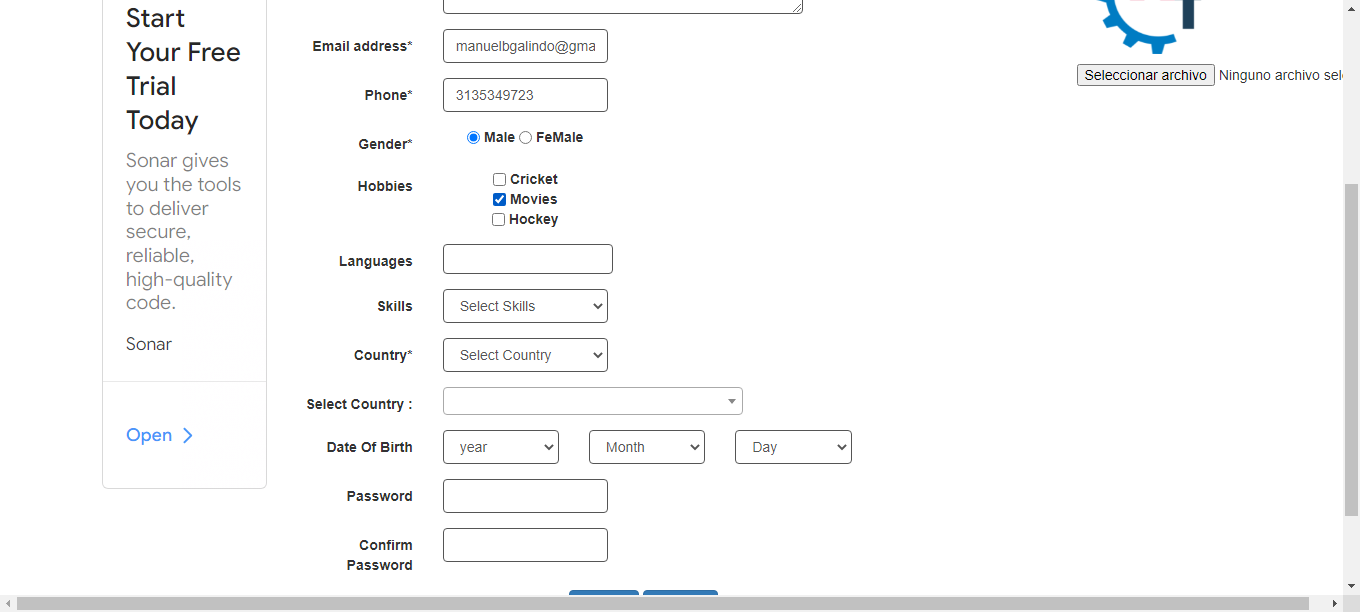 Start
Your Free
Trial
Today
Sonar gives
you the tools
to deliver
secure,
reliable,
high-quality
code.
Sonar
Open
Email address*
manuelbgalindo@gma
Phone*
3135349723
Gender*
Male FeMale
Hobbies
Cricket
Movies
Hockey
Languages
Skills
Select Skills
Country*
Select Country
Select Country :
Date Of Birth
year Month Day
Password
Confirm
Password
Seleccionar archivo Ninguno archivo sel